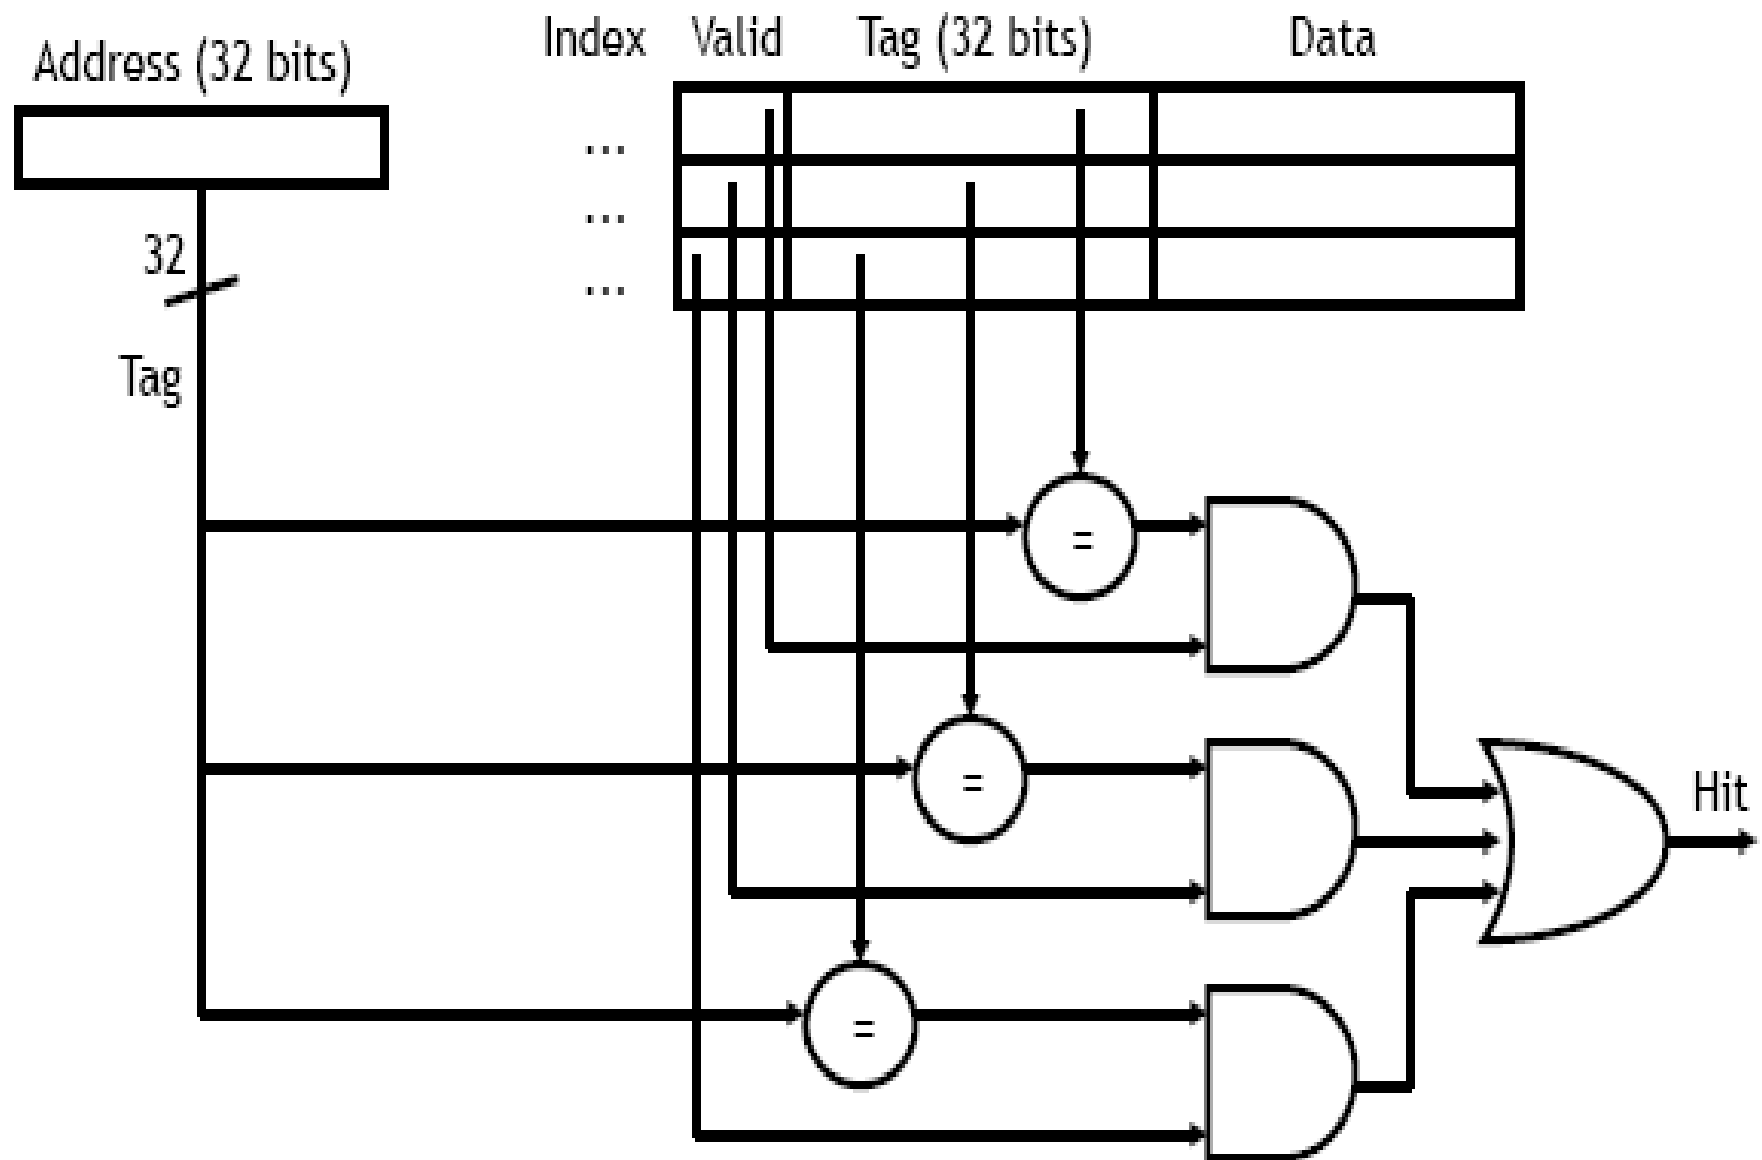 Address (32 bits)
Index Valid Tag (32 bits) Data
...
...
...
32
Tag
=
=
=
Hit